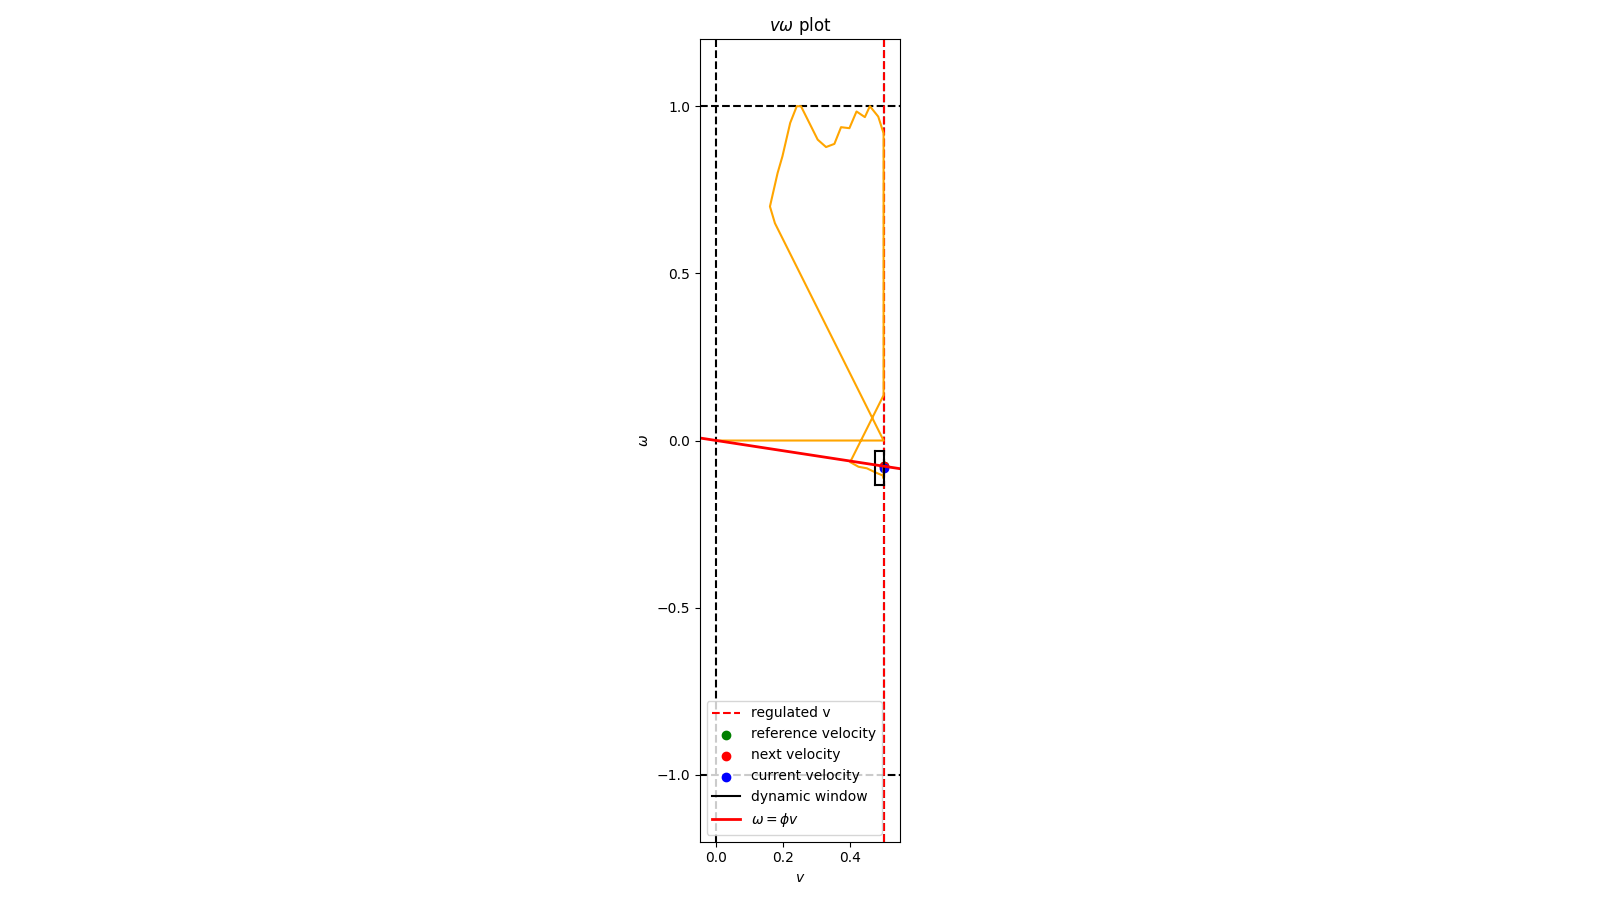 vω plot
1.0
0.5
0.0
−0.5
−1.0
ω
regulated v
reference velocity
next velocity
current velocity
dynamic window
ω = ϕv
0.0 0.2 0.4
v